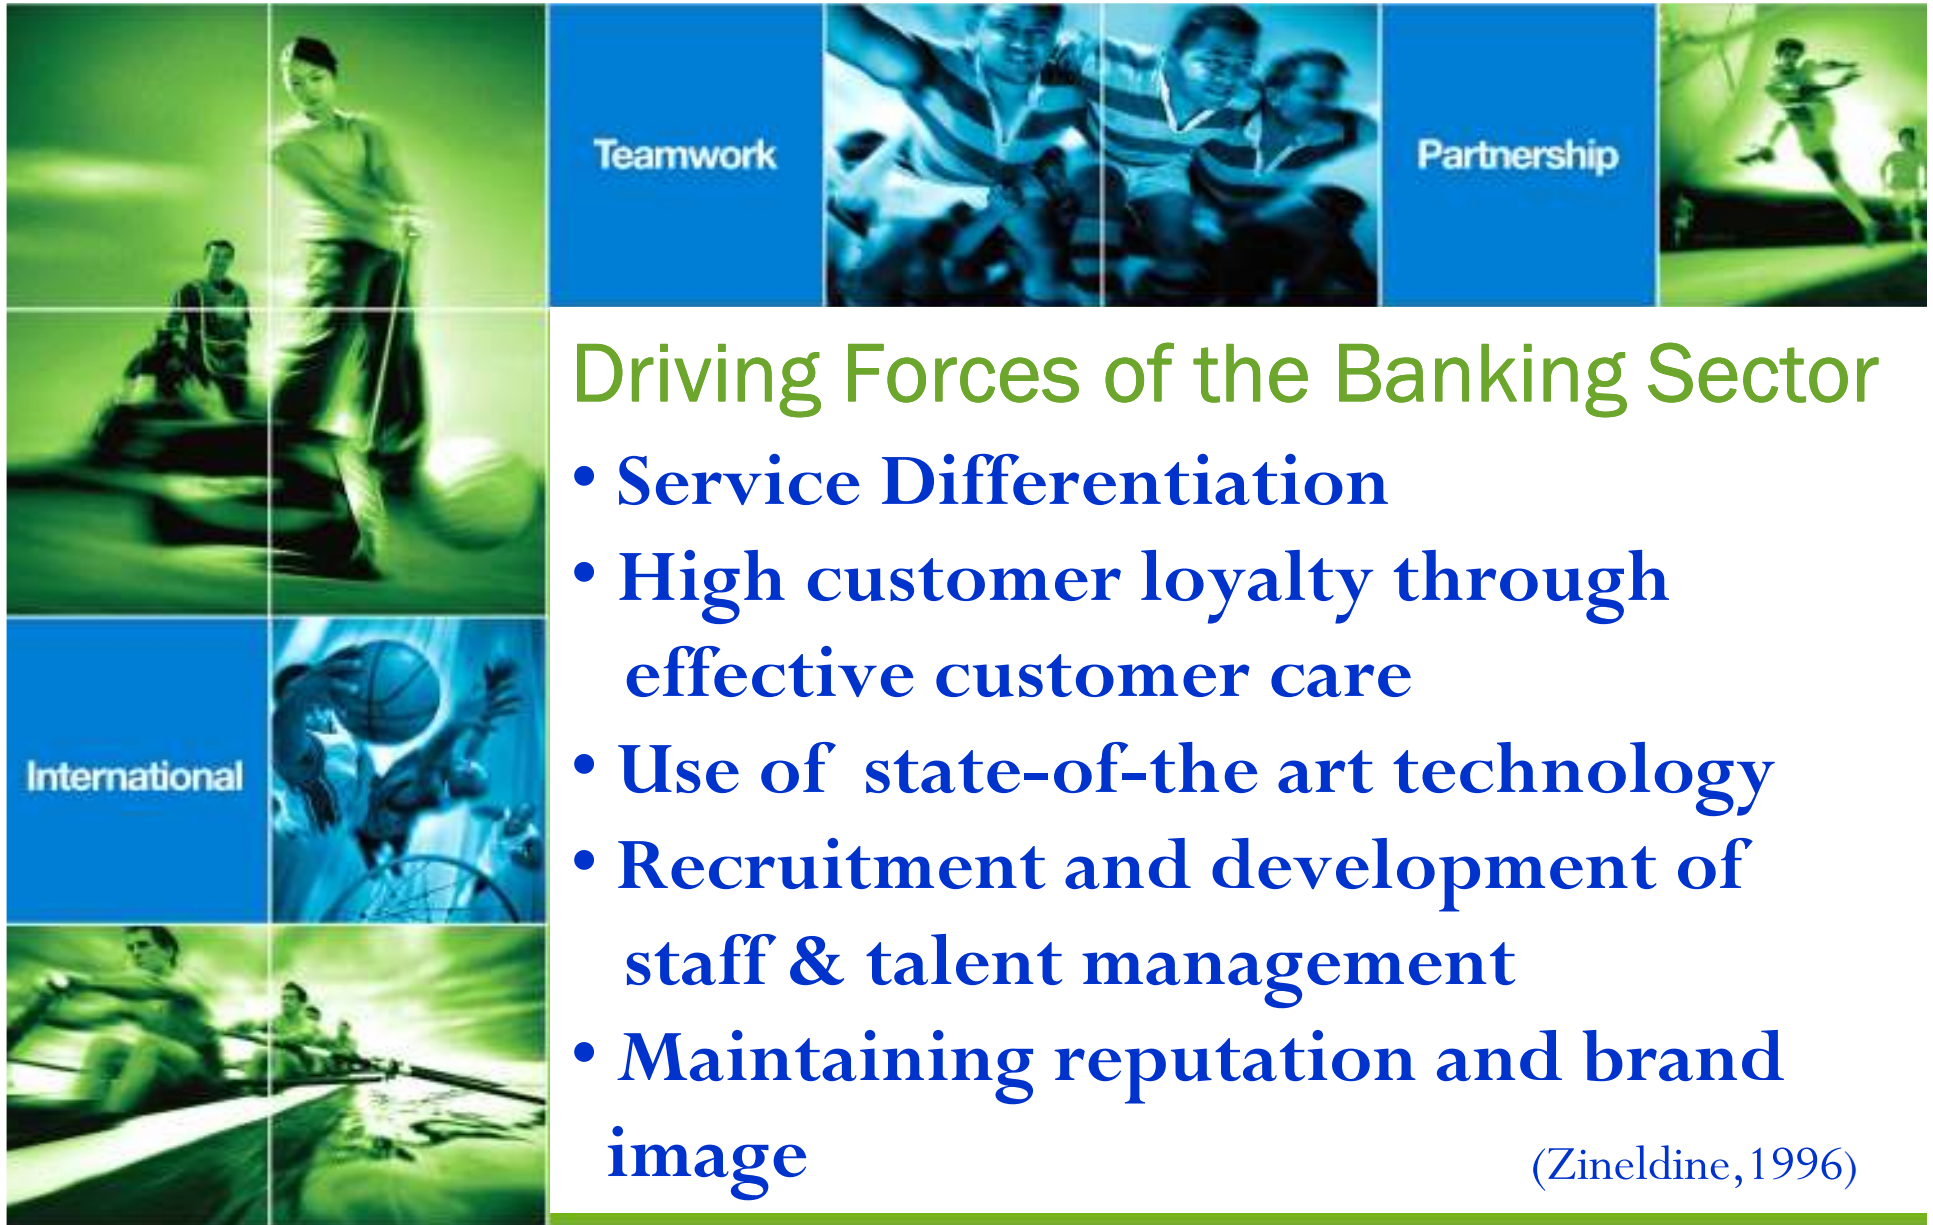 Teamwork
Partnership
International
Driving Forces of the Banking Sector
• Service Differentiation
• High customer loyalty through
effective customer care
• Use of state-of-the art technology
• Recruitment and development of
staff & talent management
• Maintaining reputation and brand
image
(Zineldine,1996)